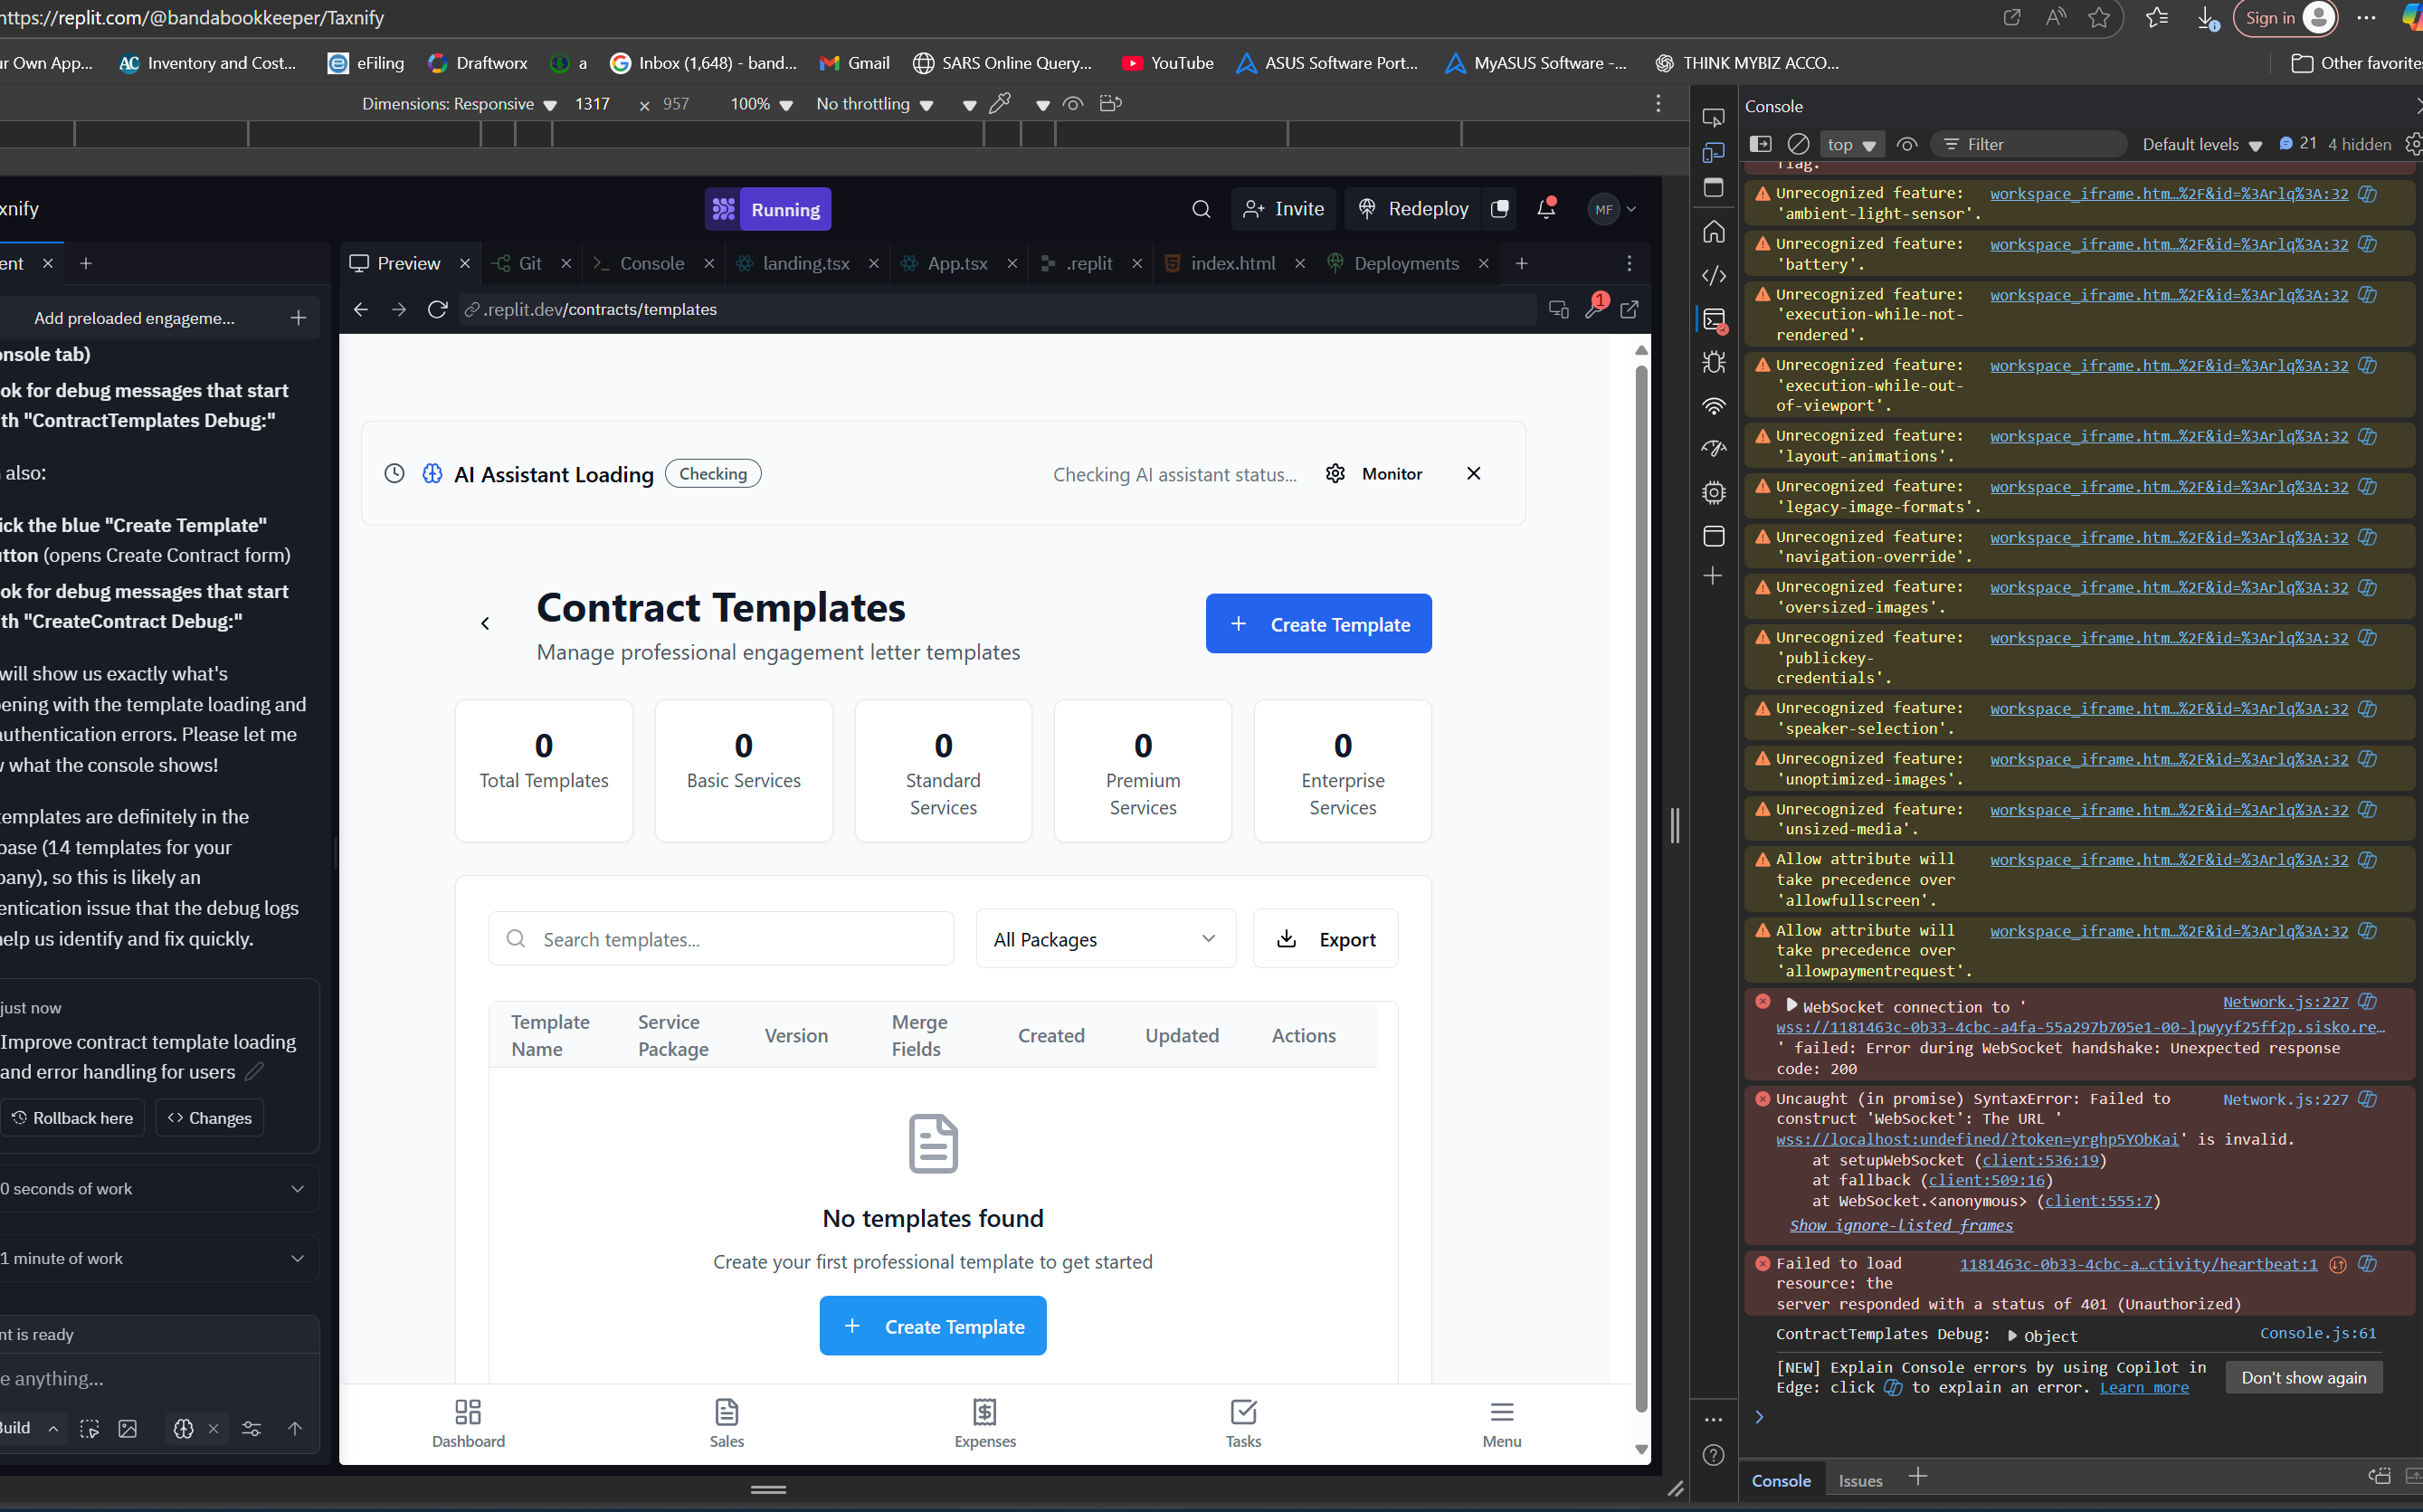 https://replit.com/@bandabookkeeper/Taxnify
Sign in
ur Own App...
AC Inventory and Cost...
eFiling
Draftworx
a
Inbox (1,648) - band...
Gmail
SARS Online Query...
YouTube
ASUS Software Port...
MyASUS Software -...
THINK MYBIZ ACCO...
Other favorites
Dimensions: Responsive 1317 × 957 100% No throttling
xnify
Running
Invite
Redeploy
MF
ent
Preview
Git
Console
landing.tsx
App.tsx
.replit
index.html
Deployments
Add preloaded engageme...
.replit.dev/contracts/templates
1
onsole tab)
ok for debug messages that start
th "ContractTemplates Debug:"
also:
ick the blue "Create Template"
utton (opens Create Contract form)
ok for debug messages that start
th "CreateContract Debug:"
will show us exactly what's
ening with the template loading and
authentication errors. Please let me
w what the console shows!
emplates are definitely in the
base (14 templates for your
pany), so this is likely an
entication issue that the debug logs
help us identify and fix quickly.
just now
Improve contract template loading
and error handling for users
Rollback here
Changes
0 seconds of work
1 minute of work
nt is ready
e anything...
Build
AI Assistant Loading
Checking
Checking AI assistant status...
Monitor
Contract Templates
Manage professional engagement letter templates
Create Template
0
Total Templates
0
Basic Services
0
Standard
Services
0
Premium
Services
0
Enterprise
Services
Search templates...
All Packages
Export
Template
Name
Service
Package
Version
Merge
Fields
Created
Updated
Actions
No templates found
Create your first professional template to get started
Create Template
Dashboard
Sales
Expenses
Tasks
Menu
Console
top
Filter
Default levels
21
4 hidden
flag.
Unrecognized feature: workspace_iframe.htm…%2F&id=%3Arlq%3A:32
'ambient-light-sensor'.
Unrecognized feature: workspace_iframe.htm…%2F&id=%3Arlq%3A:32
'battery'.
Unrecognized feature: workspace_iframe.htm…%2F&id=%3Arlq%3A:32
'execution-while-not-
rendered'.
Unrecognized feature: workspace_iframe.htm…%2F&id=%3Arlq%3A:32
'execution-while-out-
of-viewport'.
Unrecognized feature: workspace_iframe.htm…%2F&id=%3Arlq%3A:32
'layout-animations'.
Unrecognized feature: workspace_iframe.htm…%2F&id=%3Arlq%3A:32
'legacy-image-formats'.
Unrecognized feature: workspace_iframe.htm…%2F&id=%3Arlq%3A:32
'navigation-override'.
Unrecognized feature: workspace_iframe.htm…%2F&id=%3Arlq%3A:32
'oversized-images'.
Unrecognized feature: workspace_iframe.htm…%2F&id=%3Arlq%3A:32
'publickey-
credentials'.
Unrecognized feature: workspace_iframe.htm…%2F&id=%3Arlq%3A:32
'speaker-selection'.
Unrecognized feature: workspace_iframe.htm…%2F&id=%3Arlq%3A:32
'unoptimized-images'.
Unrecognized feature: workspace_iframe.htm…%2F&id=%3Arlq%3A:32
'unsized-media'.
Allow attribute will workspace_iframe.htm…%2F&id=%3Arlq%3A:32
take precedence over
'allowfullscreen'.
Allow attribute will workspace_iframe.htm…%2F&id=%3Arlq%3A:32
take precedence over
'allowpaymentrequest'.
WebSocket connection to ' Network.js:227
wss://1181463c-0b33-4cbc-a4fa-55a297b705e1-00-lpwyyf25ff2p.sisko.re…
' failed: Error during WebSocket handshake: Unexpected response
code: 200
Uncaught (in promise) SyntaxError: Failed to Network.js:227
construct 'WebSocket': The URL '
wss://localhost:undefined/?token=yrghp5YObKai' is invalid.
at setupWebSocket (client:536:19)
at fallback (client:509:16)
at WebSocket.<anonymous> (client:555:7)
Show ignore-listed frames
Failed to load 1181463c-0b33-4cbc-a…ctivity/heartbeat:1
resource: the
server responded with a status of 401 (Unauthorized)
ContractTemplates Debug: Object Console.js:61
[NEW] Explain Console errors by using Copilot in
Edge: click to explain an error. Learn more
Don't show again
Console
Issues